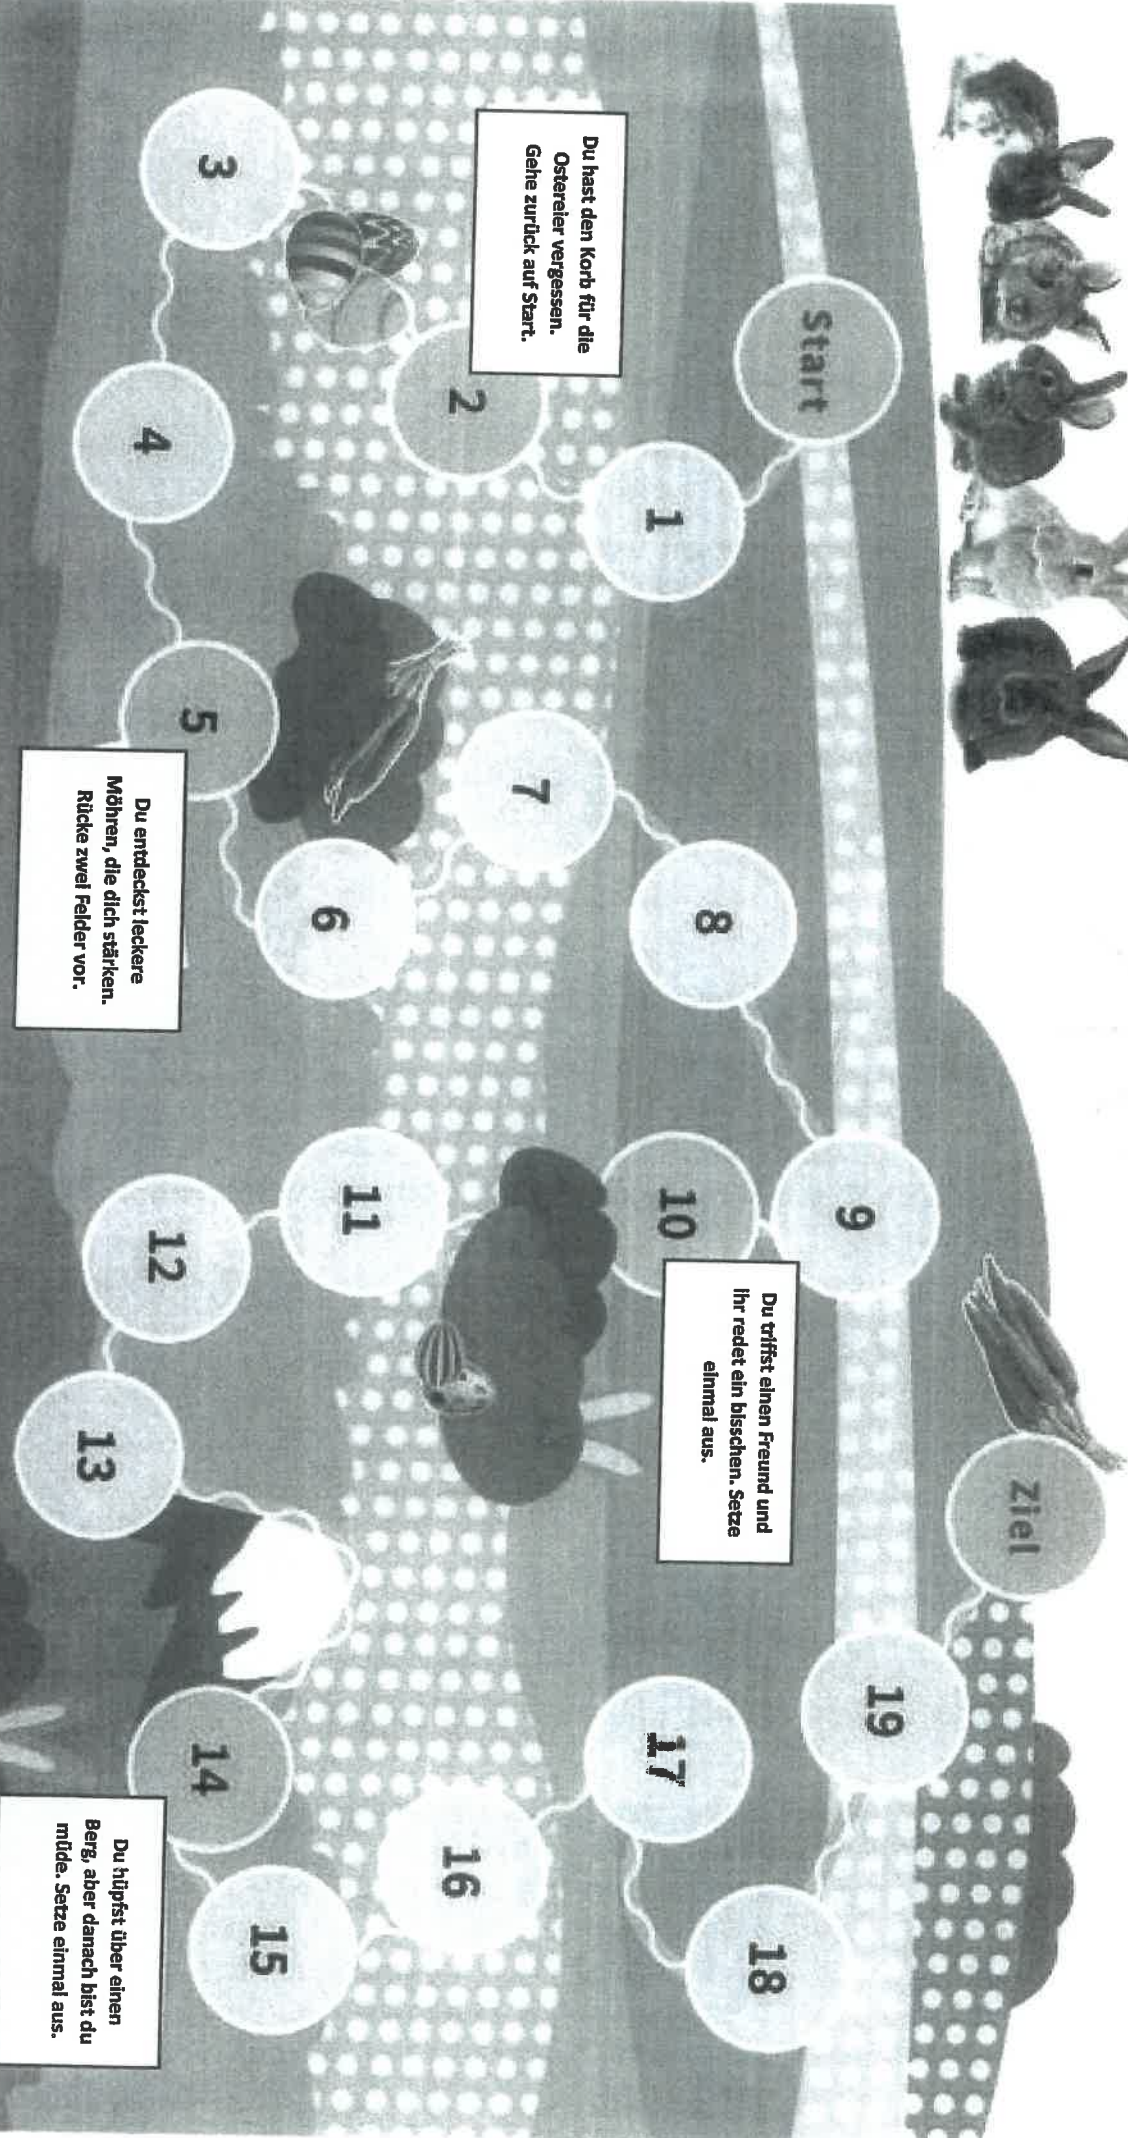 Start
1
2
Du hast den Korb für die
Ostereier vergessen.
Gehe zurück auf Start.
3
4
5
Du entdeckst leckere
Möhren, die dich stärken.
Rücke zwei Felder vor.
6
7
8
9
10
Du triffst einen Freund und
Ihr redet ein bisschen. Setze
einmal aus.
11
12
13
14
Du hüpfst über einen
Berg, aber danach bist du
müde. Setze einmal aus.
15
16
17
18
19
Ziel